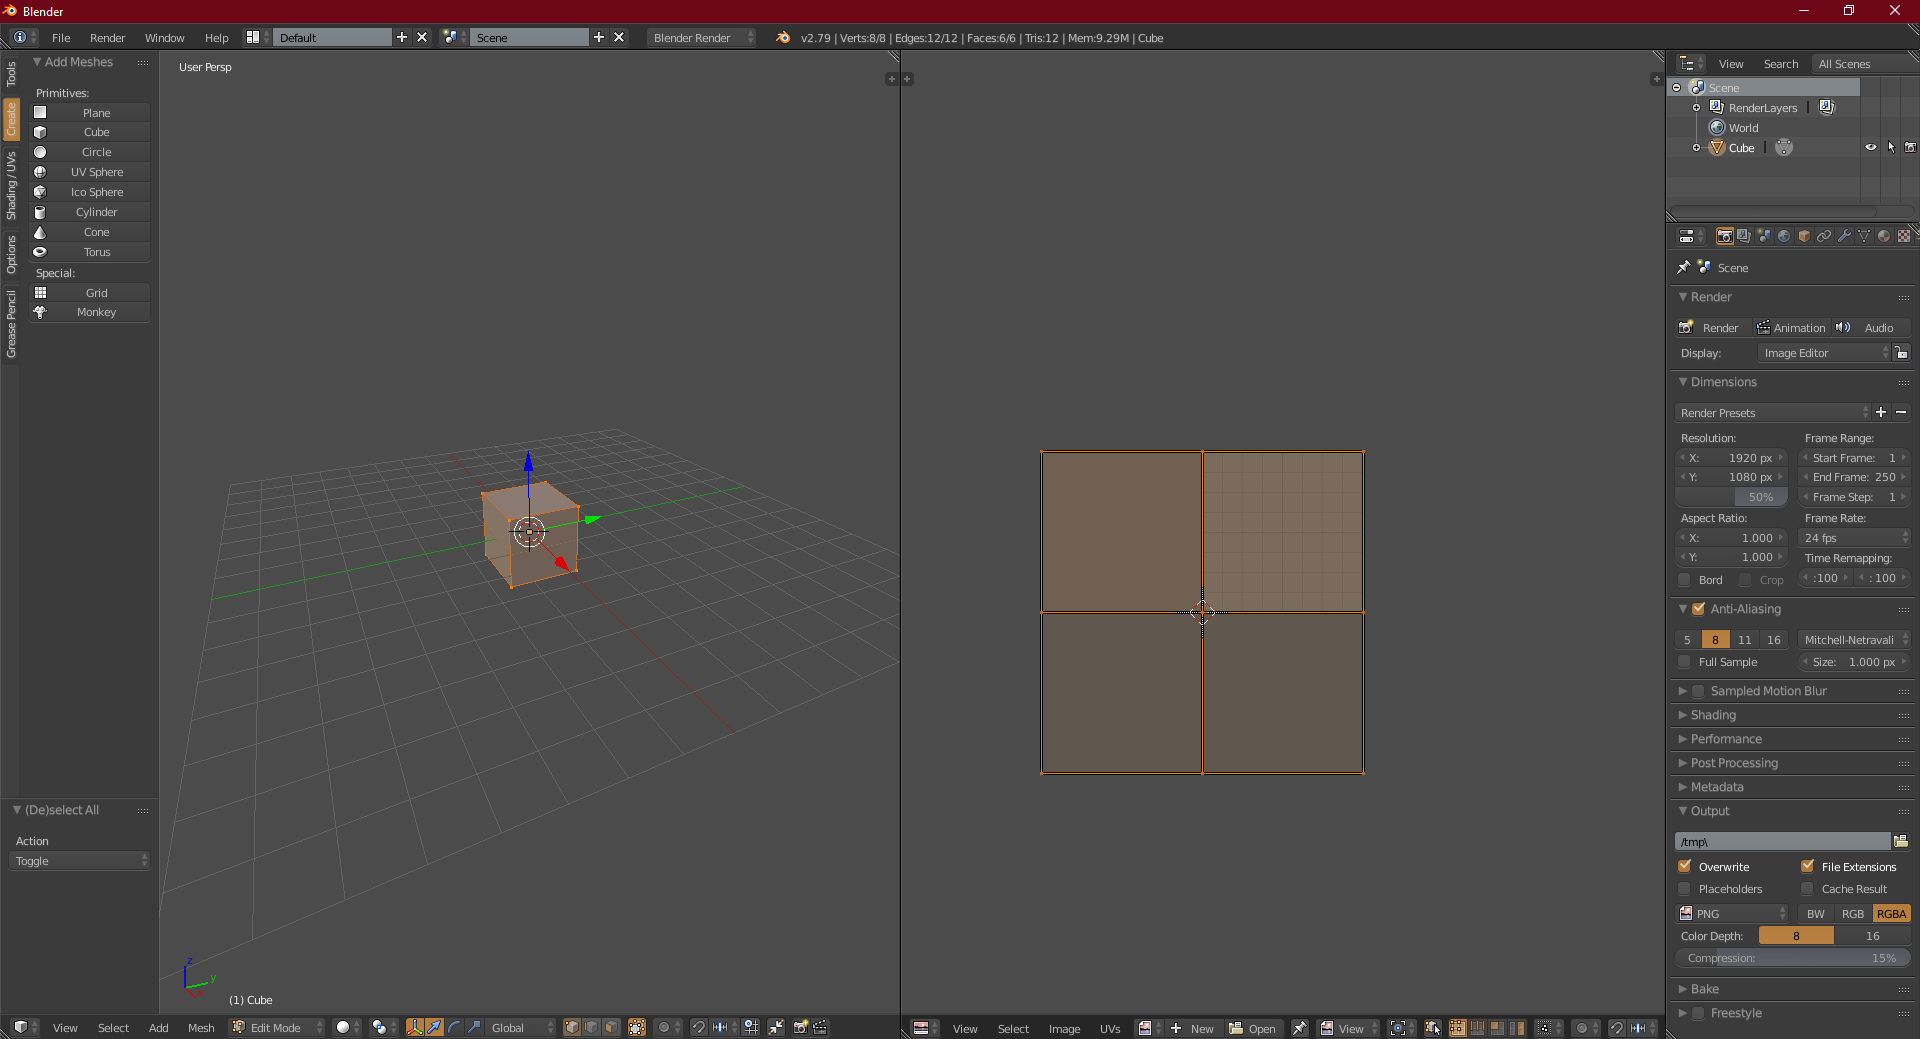 Blender
File Render Window Help Default Scene Blender Render v2.79 | Verts:8/8 | Edges:12/12 | Faces:6/6 | Tris:12 | Mem:9.29M | Cube
Tools
Create
Shading / UVs
Options
Grease Pencil
Add Meshes
Primitives:
Plane
Cube
Circle
UV Sphere
Ico Sphere
Cylinder
Cone
Torus
Special:
Grid
Monkey
(De)select All
Action
Toggle
User Persp
z
y
(1) Cube
View Select Add Mesh Edit Mode Global
View Select Image UVs New Open View
View Search All Scenes
Scene
RenderLayers |
World
Cube |
Scene
Render
Render Animation Audio
Display: Image Editor
Dimensions
Render Presets
Resolution: Frame Range:
X: 1920 px Start Frame: 1
Y: 1080 px End Frame: 250
50% Frame Step: 1
Aspect Ratio: Frame Rate:
X: 1.000 24 fps
Y: 1.000 Time Remapping:
Bord Crop :100 : 100
Anti-Aliasing
5 8 11 16 Mitchell-Netravali
Full Sample Size: 1.000 px
Sampled Motion Blur
Shading
Performance
Post Processing
Metadata
Output
/tmp\
Overwrite File Extensions
Placeholders Cache Result
PNG BW RGB RGBA
Color Depth: 8 16
Compression: 15%
Bake
Freestyle